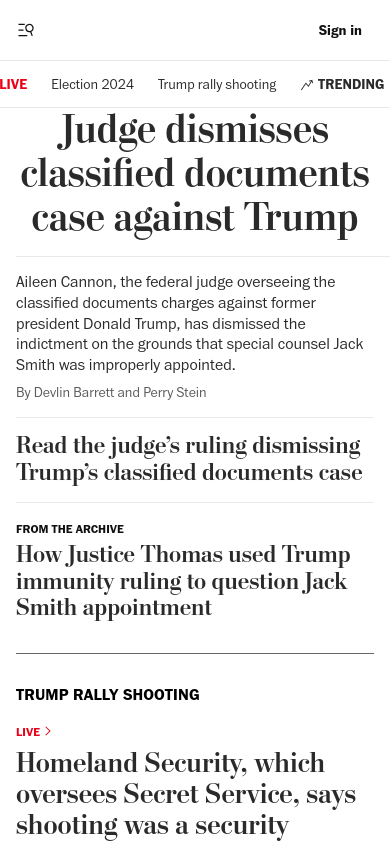 Sign in
LIVE
Election 2024
Trump rally shooting
TRENDING
Judge dismisses
classified documents
case against Trump
Aileen Cannon, the federal judge overseeing the
classified documents charges against former
president Donald Trump, has dismissed the
indictment on the grounds that special counsel Jack
Smith was improperly appointed.
By Devlin Barrett and Perry Stein
Read the judge’s ruling dismissing
Trump’s classified documents case
FROM THE ARCHIVE
How Justice Thomas used Trump
immunity ruling to question Jack
Smith appointment
TRUMP RALLY SHOOTING
LIVE
Homeland Security, which
oversees Secret Service, says
shooting was a security